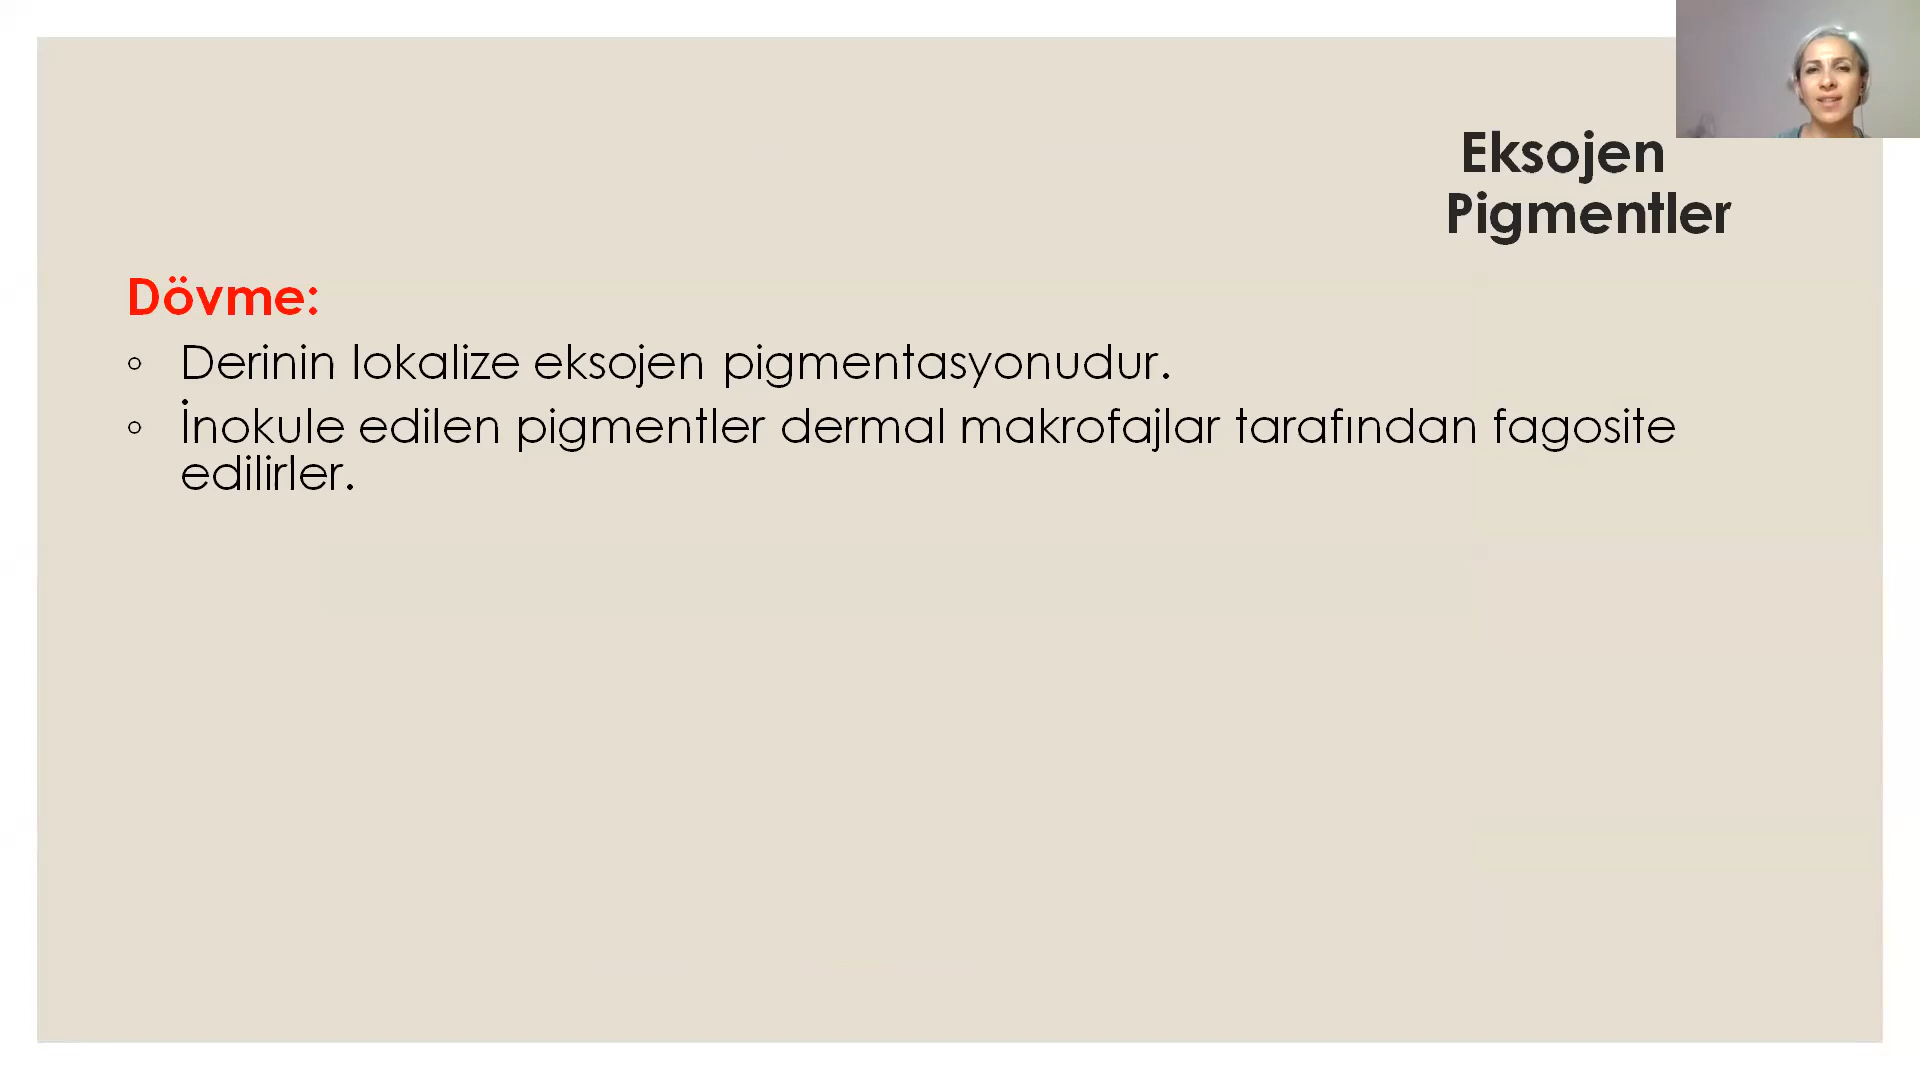 Eksojen
Pigmentler
Dövme:
◦ Derinin lokalize eksojen pigmentasyonudur.
◦ İnokule edilen pigmentler dermal makrofajlar tarafından fagosite
edilirler.